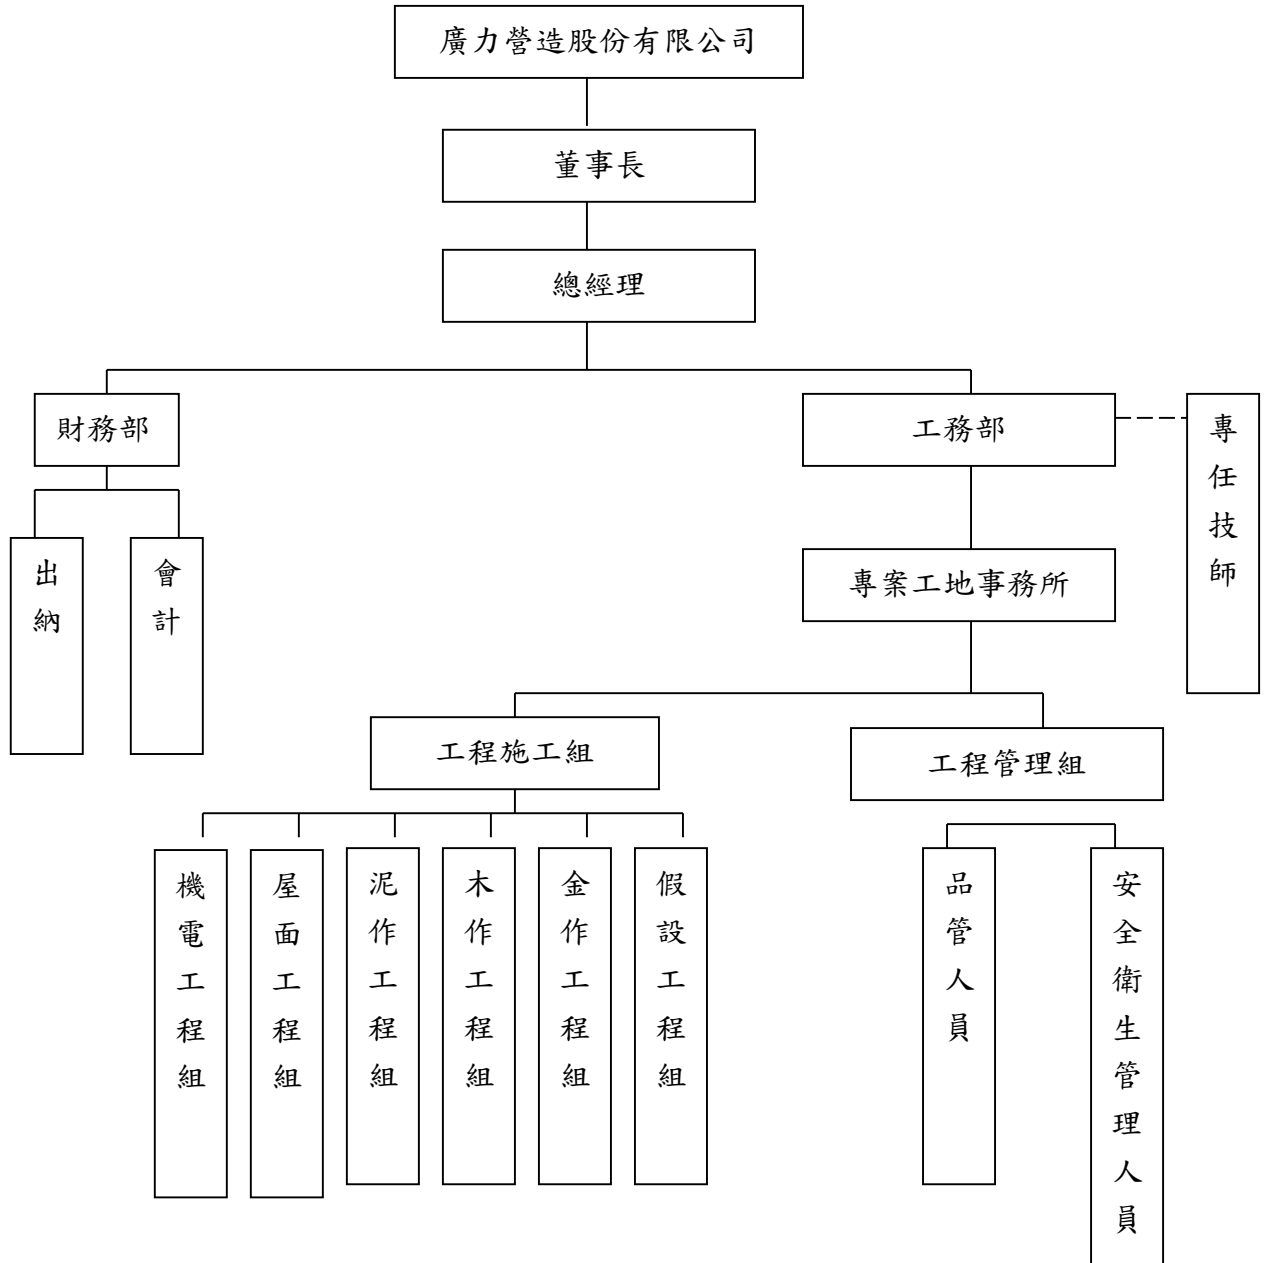 廣力營造股份有限公司
董事長
總經理
財務部
工務部
專任技師
出納
會計
專案工地事務所
工程施工組
工程管理組
機電工程組
屋面工程組
泥作工程組
木作工程組
金作工程組
假設工程組
品管人員
安全衛生管理人員